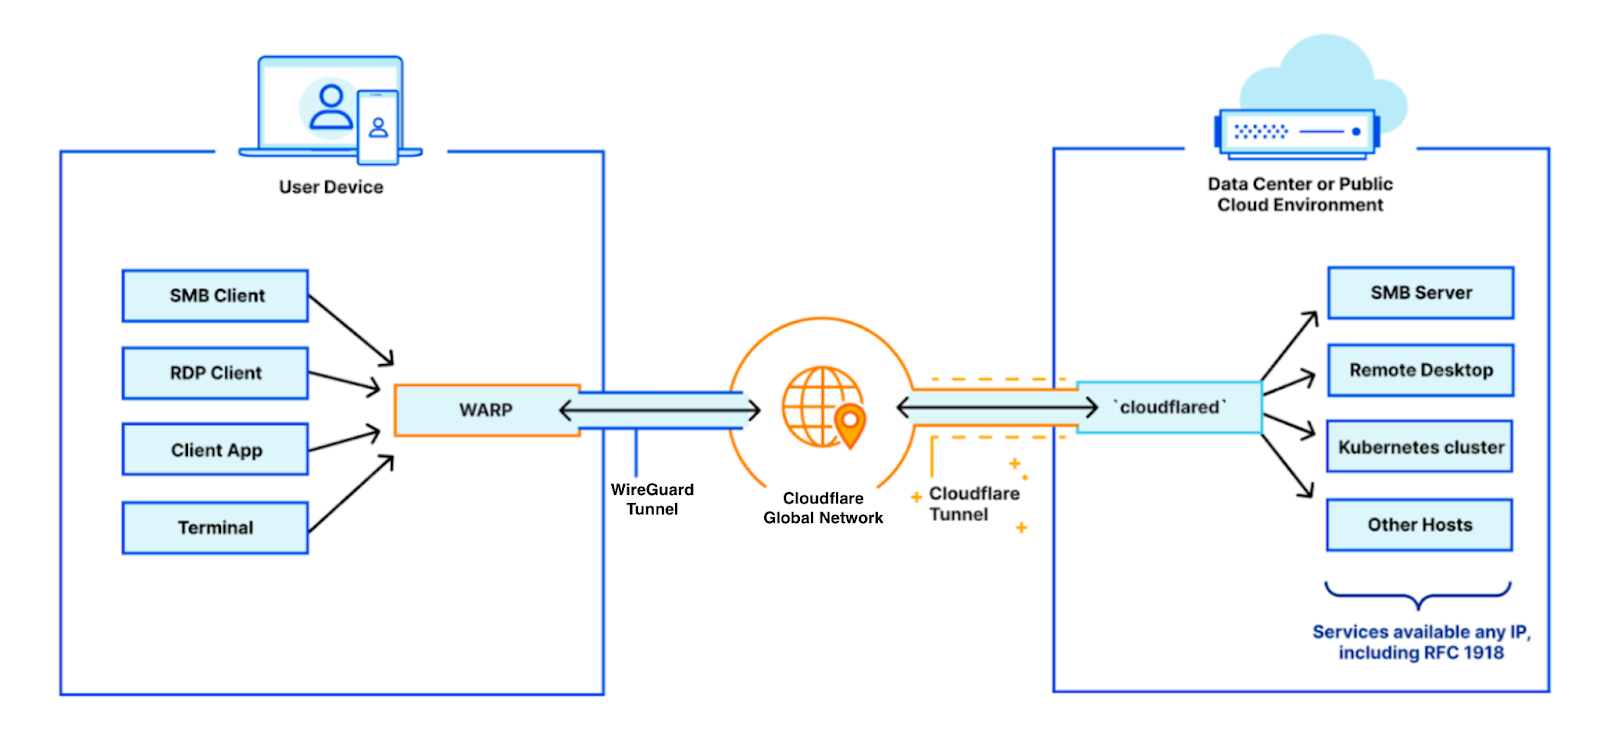 User Device
SMB Client
RDP Client
Client App
Terminal
WARP
WireGuard
Tunnel
Cloudflare
Global Network
Cloudflare
Tunnel
Data Center or Public
Cloud Environment
`cloudflared`
SMB Server
Remote Desktop
Kubernetes cluster
Other Hosts
Services available any IP,
including RFC 1918